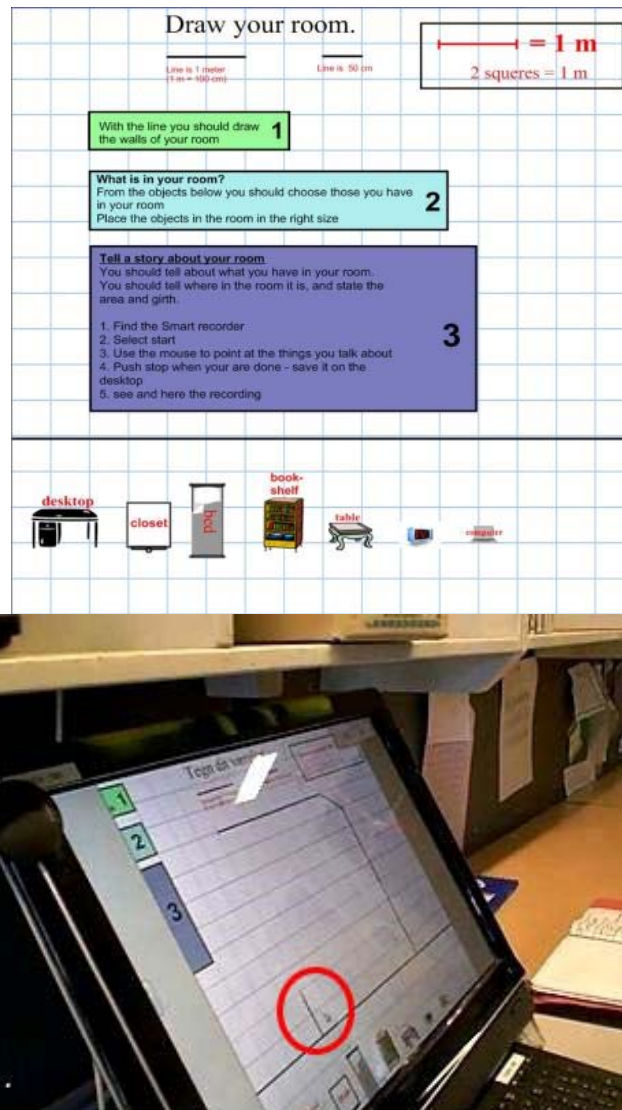 Draw your room.
Line is 1 meter
(1 m = 100 cm)
Line is 50 cm
= 1 m
2 squeres = 1 m
With the line you should draw
the walls of your room
1
What is in your room?
From the objects below you should choose those you have
in your room
Place the objects in the room in the right size
2
Tell a story about your room
You should tell about what you have in your room.
You should tell where in the room it is, and state the
area and girth.
1. Find the Smart recorder
2. Select start
3. Use the mouse to point at the things you talk about
4. Push stop when your are done - save it on the
desktop
5. see and here the recording
3
desktop
closet
bed
book-
shelf
table
computer
Tegn dit
1
2
3